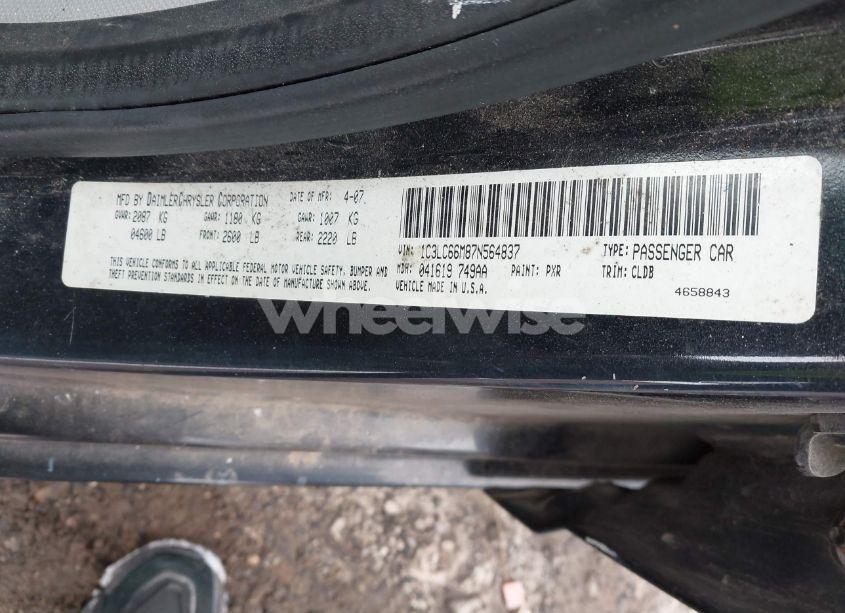 MFD BY DAIMLERCHRYSLER CORPORATION DATE OF MFR: 4-07.
GVWR: 2087 KG GAWR: 1180 KG GAWR: 1007 KG
04600 LB FRONT: 2600 LB REAR: 2220 LB
THIS VEHICLE CONFORMS TO ALL APPLICABLE FEDERAL MOTOR VEHICLE SAFETY, BUMPER AND
THEFT PREVENTION STANDARDS IN EFFECT ON THE DATE OF MANUFACTURE SHOWN ABOVE.
VIN: 1C3LC66M87N564837 TYPE: PASSENGER CAR
MDH: 041619 749AA PAINT: PXR TRIM: CLDB
VEHICLE MADE IN U.S.A. 4658843
Wheelwise